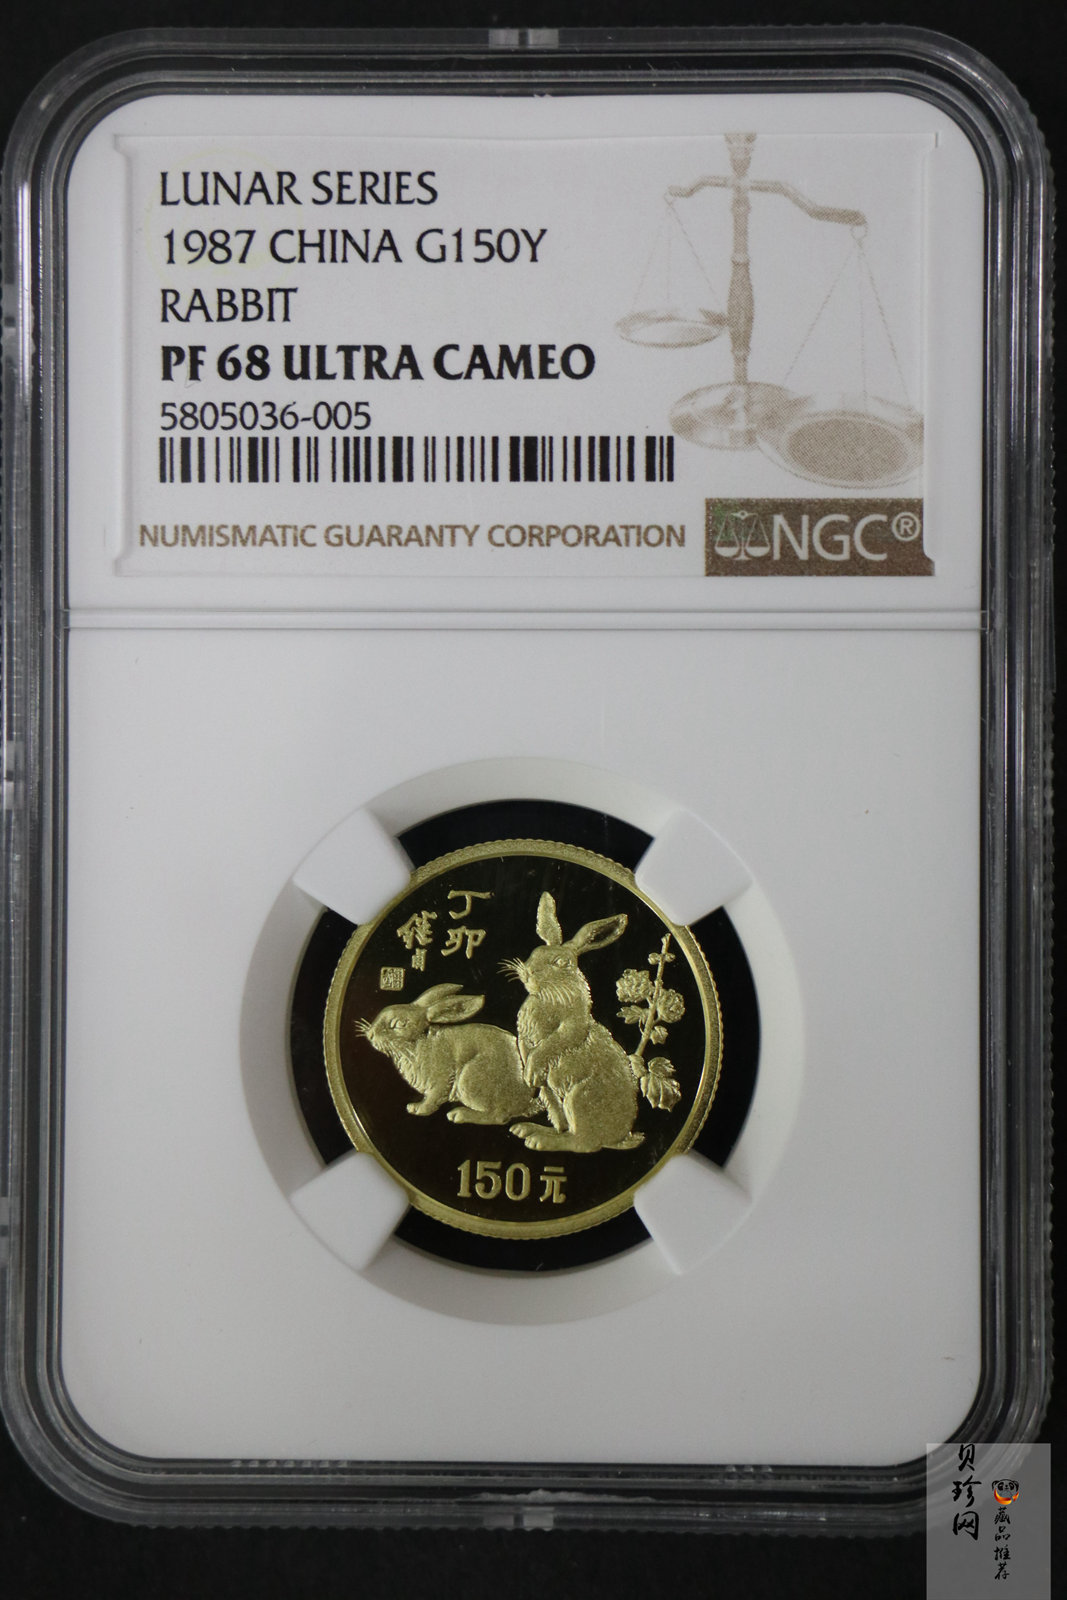 LUNAR SERIES
1987 CHINA G150Y
RABBIT
PF 68 ULTRA CAMEO
5805036-005
NUMISMATIC GUARANTY CORPORATION
NGC®
丁卯
150元
贝珍网
藏品推荐